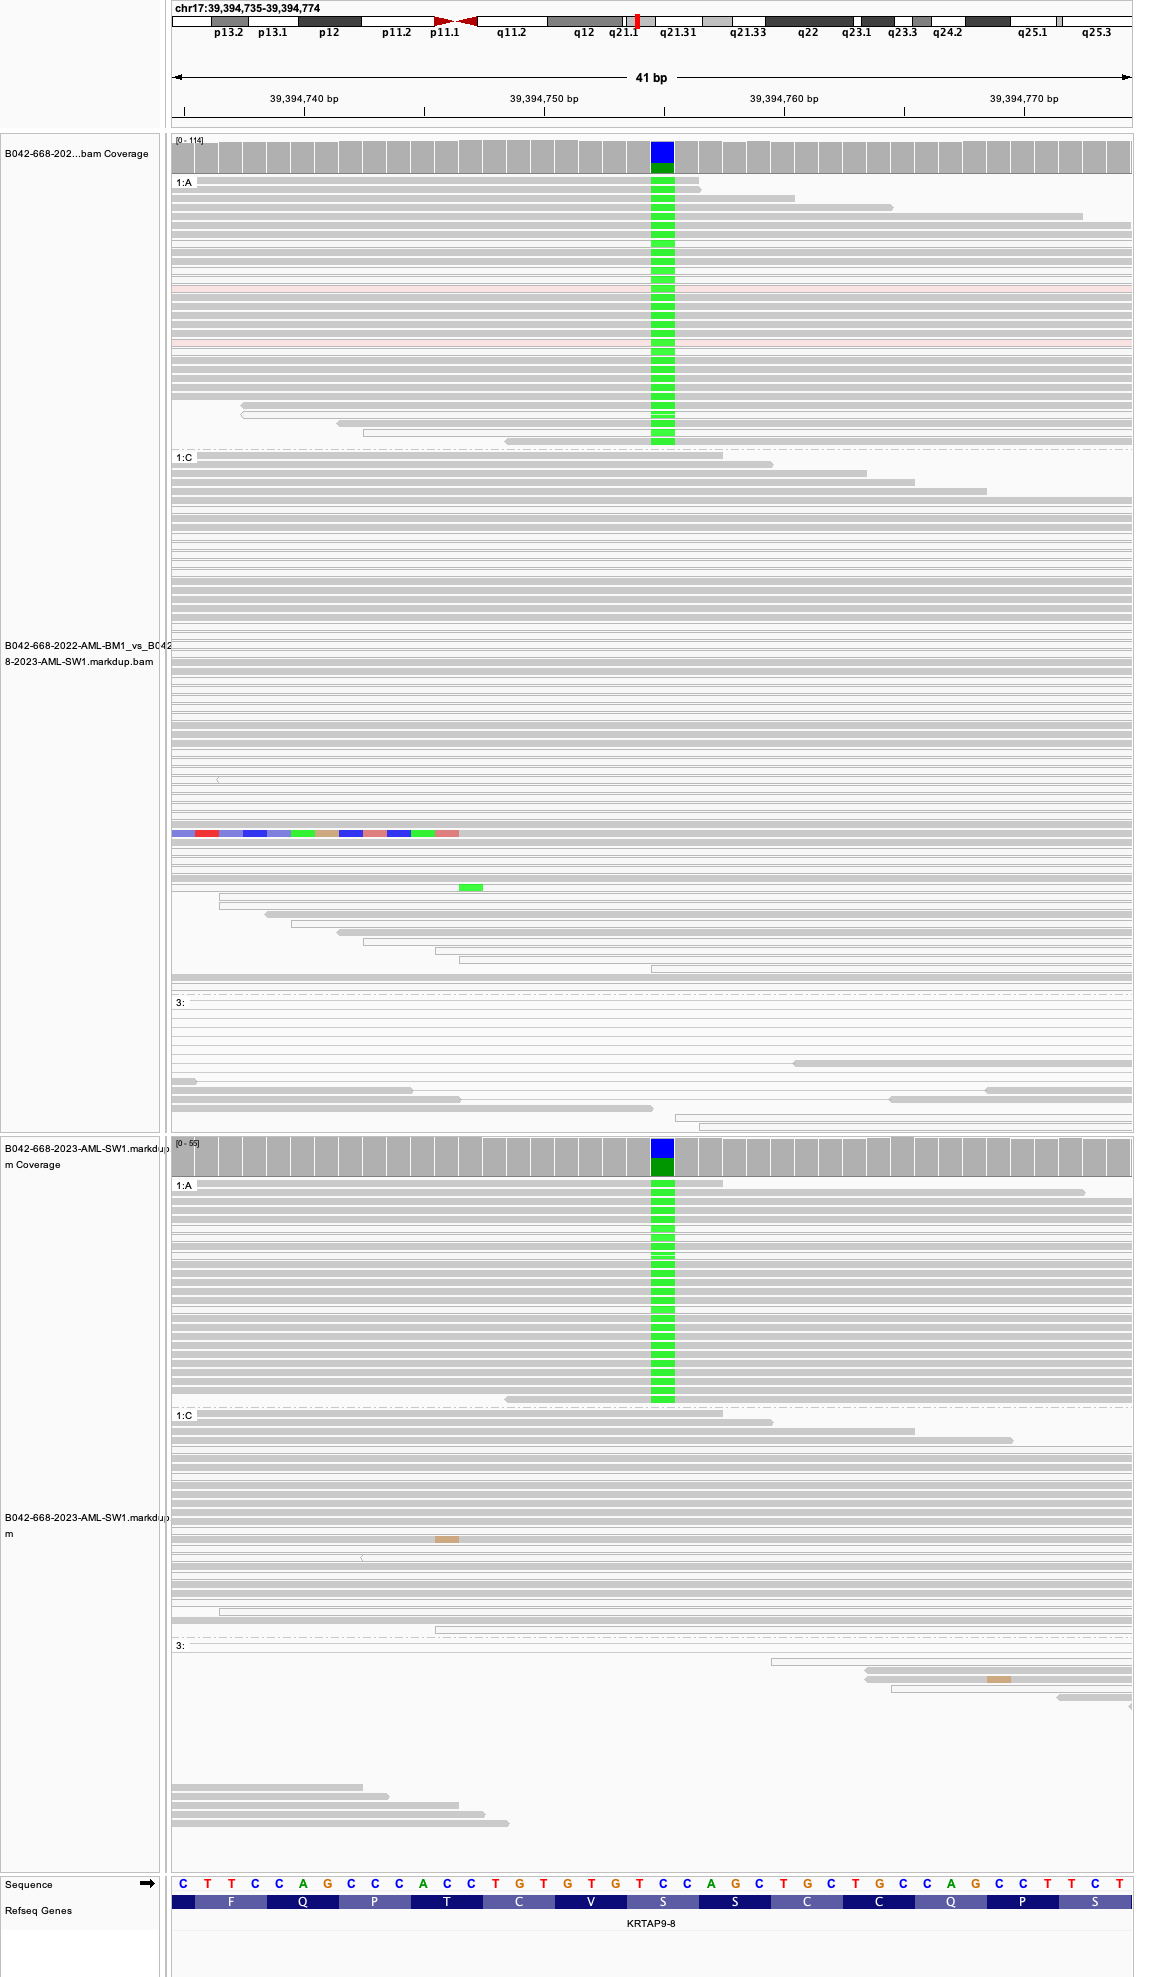 chr17:39,394,735-39,394,774
p13.2 p13.1 p12 p11.2 p11.1 q11.2 q12 q21.1 q21.31 q21.33 q22 q23.1 q23.3 q24.2 q25.1 q25.3
41 bp
39,394,740 bp 39,394,750 bp 39,394,760 bp 39,394,770 bp
[0 - 114]
B042-668-202...bam Coverage
1:A
1:C
B042-668-2022-AML-BM1_vs_B042
8-2023-AML-SW1.markdup.bam
3:
[0 - 55]
B042-668-2023-AML-SW1.markdup
m Coverage
1:A
1:C
B042-668-2023-AML-SW1.markdup
m
3:
Sequence C T T C C A G C C C A C C T G T G T G T C C A G C T G C T G C C A G C C T T C T
F Q P T C V S S C C Q P S
Refseq Genes
KRTAP9-8